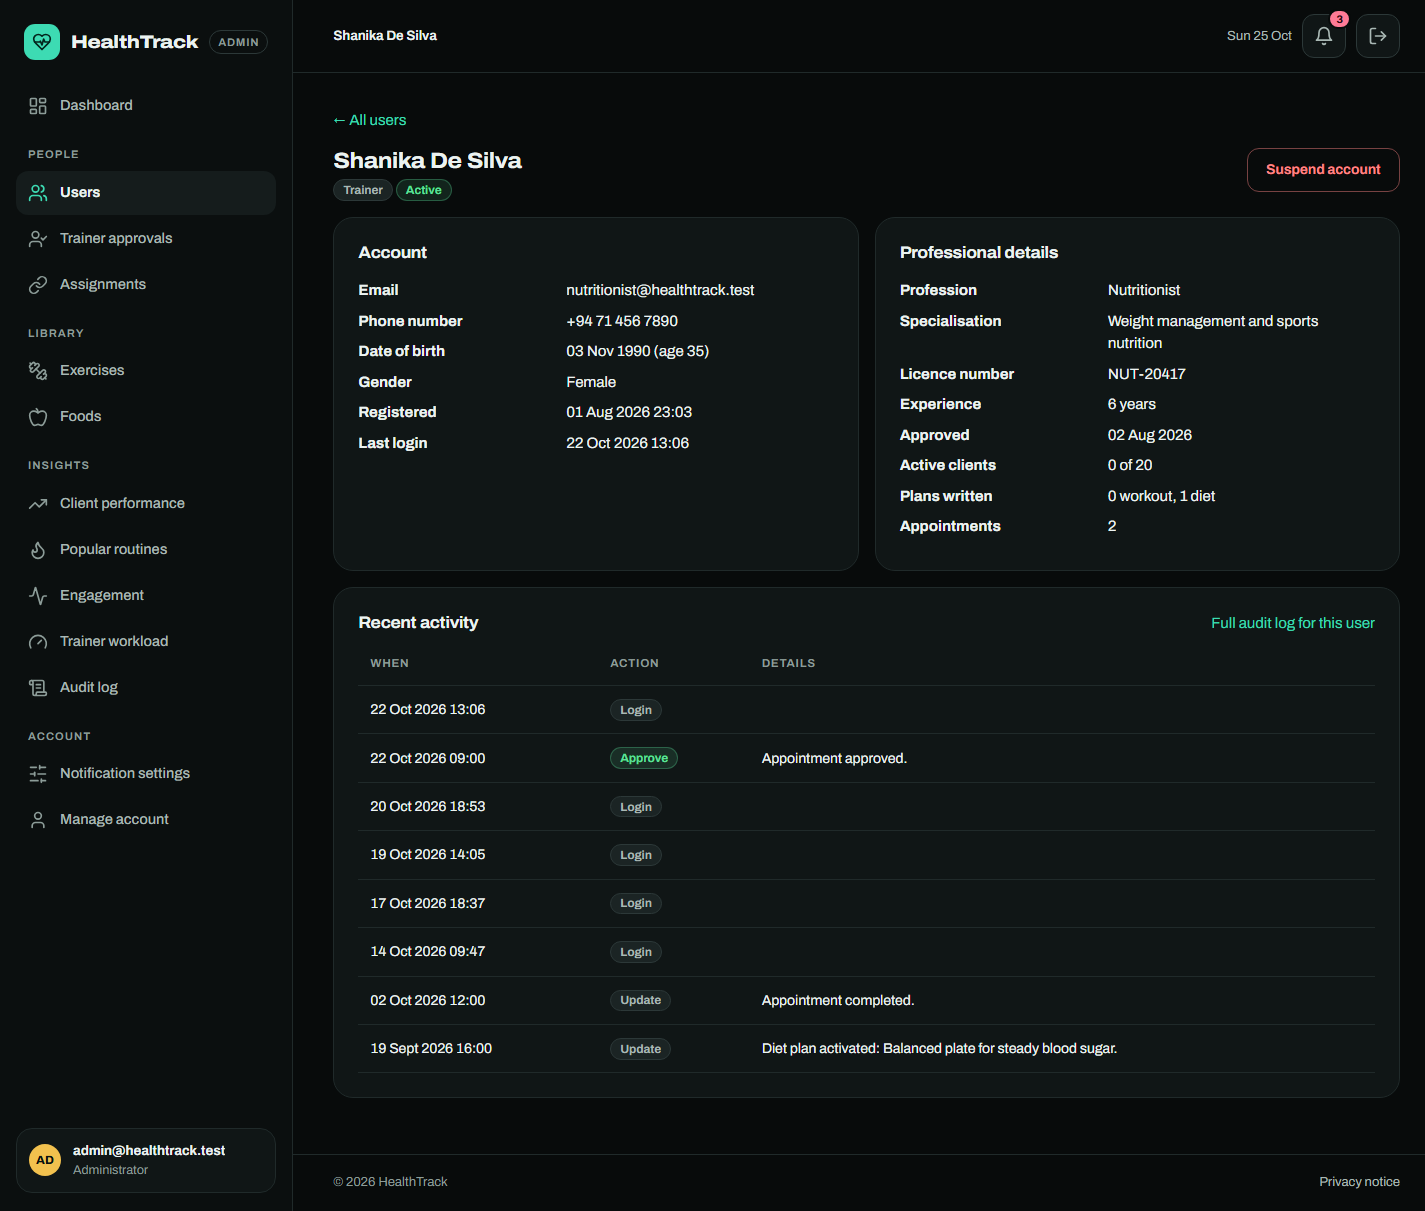 HealthTrack ADMIN
Dashboard
PEOPLE
Users
Trainer approvals
Assignments
LIBRARY
Exercises
Foods
INSIGHTS
Client performance
Popular routines
Engagement
Trainer workload
Audit log
ACCOUNT
Notification settings
Manage account
AD
admin@healthtrack.test
Administrator
Shanika De Silva
Sun 25 Oct
3
← All users
Shanika De Silva
Trainer Active
Suspend account
Account
Email nutritionist@healthtrack.test
Phone number +94 71 456 7890
Date of birth 03 Nov 1990 (age 35)
Gender Female
Registered 01 Aug 2026 23:03
Last login 22 Oct 2026 13:06
Professional details
Profession Nutritionist
Specialisation Weight management and sports
nutrition
Licence number NUT-20417
Experience 6 years
Approved 02 Aug 2026
Active clients 0 of 20
Plans written 0 workout, 1 diet
Appointments 2
Recent activity
Full audit log for this user
WHEN ACTION DETAILS
22 Oct 2026 13:06 Login
22 Oct 2026 09:00 Approve Appointment approved.
20 Oct 2026 18:53 Login
19 Oct 2026 14:05 Login
17 Oct 2026 18:37 Login
14 Oct 2026 09:47 Login
02 Oct 2026 12:00 Update Appointment completed.
19 Sept 2026 16:00 Update Diet plan activated: Balanced plate for steady blood sugar.
© 2026 HealthTrack
Privacy notice